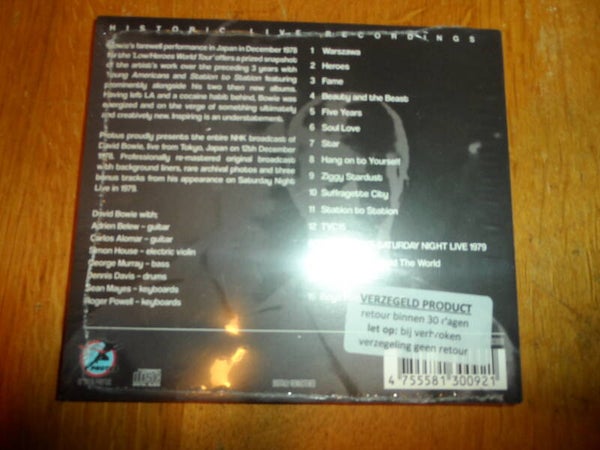 HISTORIC LIVE RECORDINGS
Bowie's farewell performance in Japan in December 1978
for the 'Low/Heroes World Tour' offers a prized snapshot
of the artist's work over the preceding 3 years with
Young Americans and Station to Station featuring
prominently alongside his two then new albums.
Having left LA and a cocaine habit behind, Bowie was
energized and on the verge of something ultimately
and creatively new. Inspiring is an understatement.
Probus proudly presents the entire NHK broadcast of
David Bowie, live from Tokyo, Japan on 12th December
1978. Professionally re-mastered original broadcast
with background liners, rare archival photos and three
bonus tracks from his appearance on Saturday Night
Live in 1979.
David Bowie with:
Adrien Belew – guitar
Carlos Alomar – guitar
Simon House – electric violin
George Murray – bass
Dennis Davis – drums
Sean Mayes – keyboards
Roger Powell – keyboards
1 Warszawa
2 Heroes
3 Fame
4 Beauty and the Beast
5 Five Years
6 Soul Love
7 Star
8 Hang on to Yourself
9 Ziggy Stardust
10 Suffragette City
11 Station to Station
12 TVC15
SATURDAY NIGHT LIVE 1979
The World
15 Boys
VERZEGELD PRODUCT
retour binnen 30 dagen
let op: bij verbroken
verzegeling geen retour
4 755581 300921
DIGITALLY REMASTERED